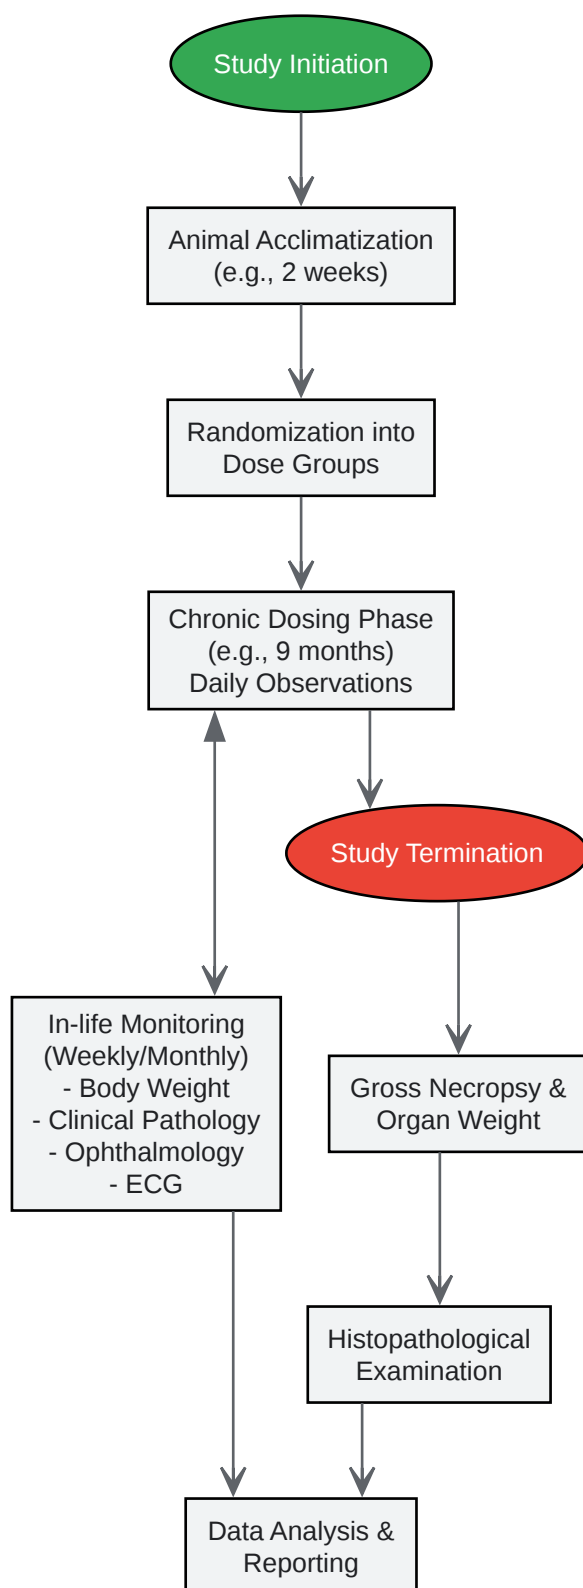 Study Initiation
Animal Acclimatization
(e.g., 2 weeks)
Randomization into
Dose Groups
Chronic Dosing Phase
(e.g., 9 months)
Daily Observations
Study Termination
In-life Monitoring
(Weekly/Monthly)
- Body Weight
- Clinical Pathology
- Ophthalmology
- ECG
Gross Necropsy &
Organ Weight
Histopathological
Examination
Data Analysis &
Reporting